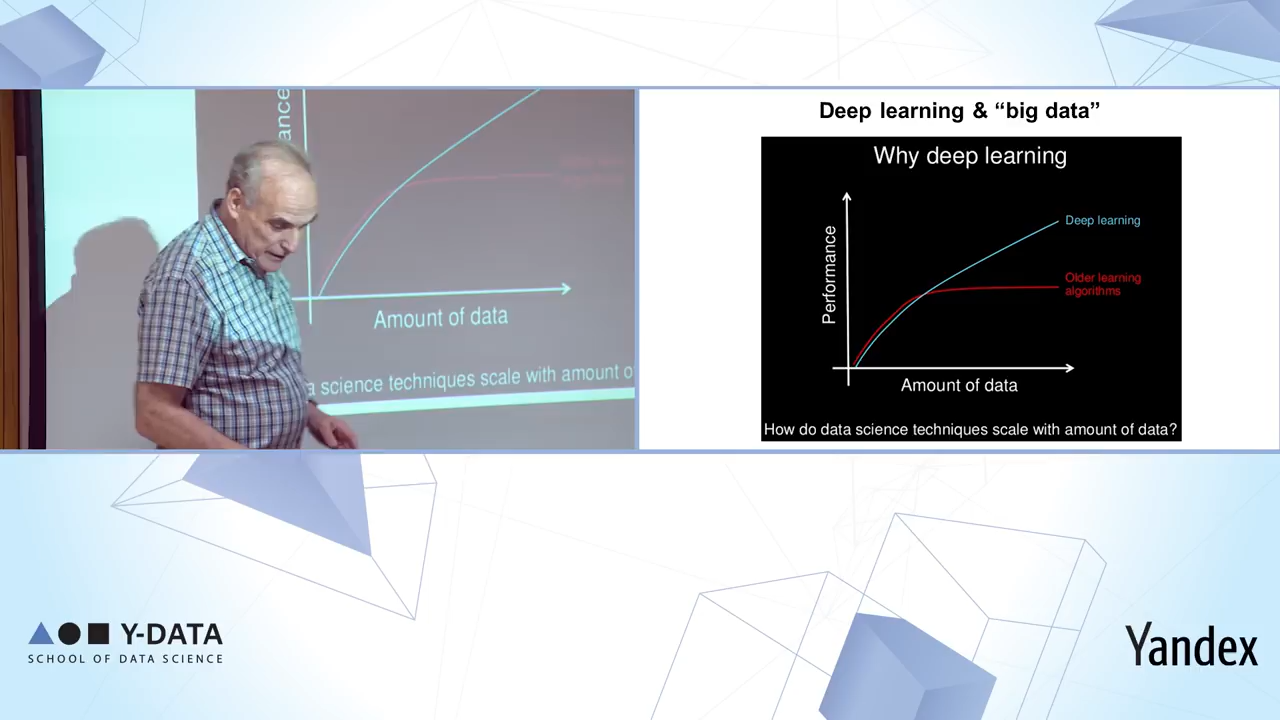 ance
Amount of data
a science techniques scale with amount o
Deep learning & “big data”
Why deep learning
Performance
Deep learning
Older learning
algorithms
Amount of data
How do data science techniques scale with amount of data?
Y-DATA
SCHOOL OF DATA SCIENCE
Yandex